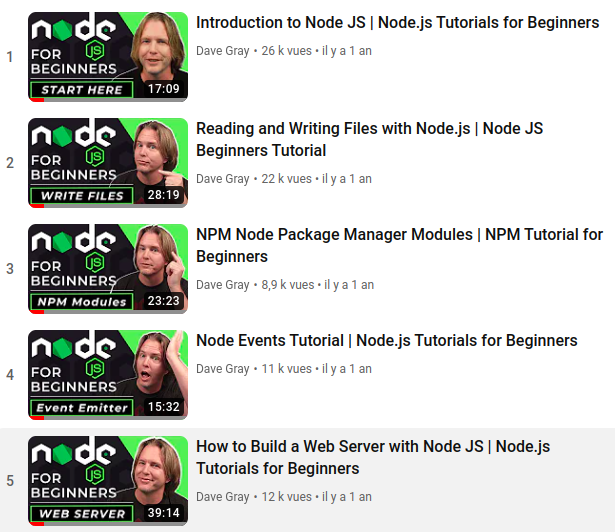 1
node
JS
FOR
BEGINNERS
START HERE
17:09
Introduction to Node JS | Node.js Tutorials for Beginners
Dave Gray • 26 k vues • il y a 1 an
2
node
JS
FOR
BEGINNERS
WRITE FILES
28:19
Reading and Writing Files with Node.js | Node JS
Beginners Tutorial
Dave Gray • 22 k vues • il y a 1 an
3
node
JS
FOR
BEGINNERS
NPM Modules
23:23
NPM Node Package Manager Modules | NPM Tutorial for
Beginners
Dave Gray • 8,9 k vues • il y a 1 an
4
node
JS
FOR
BEGINNERS
Event Emitter
15:32
Node Events Tutorial | Node.js Tutorials for Beginners
Dave Gray • 11 k vues • il y a 1 an
5
node
JS
FOR
BEGINNERS
WEB SERVER
39:14
How to Build a Web Server with Node JS | Node.js
Tutorials for Beginners
Dave Gray • 12 k vues • il y a 1 an